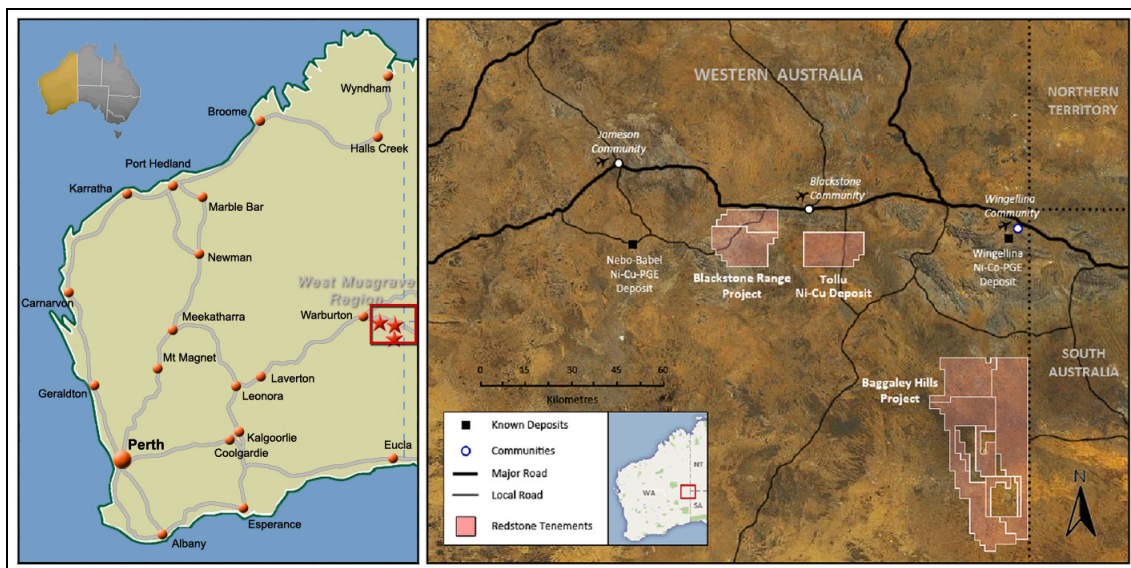 Wyndham
Broome
Halls Creek
Port Hedland
Karratha
Marble Bar
Newman
West Musgrave
Region
Carnarvon
Warburton
Meekatharra
Mt Magnet
Laverton
Geraldton
Leonora
Kalgoorlie
Perth
Coolgardie
Eucla
Esperance
Albany
WESTERN AUSTRALIA
NORTHERN
TERRITORY
Jameson
Community
Blackstone
Community
Wingellina
Community
Nebo-Babel
Ni-Cu-PGE
Deposit
Blackstone Range
Project
Tollu
Ni-Cu Deposit
Wingellina
Ni-Co-PGE
Deposit
SOUTH
AUSTRALIA
Baggaley Hills
Project
0 15 30 60
Kilometres
Known Deposits
Communities
Major Road
Local Road
Redstone Tenements
WA
NT
SA
N